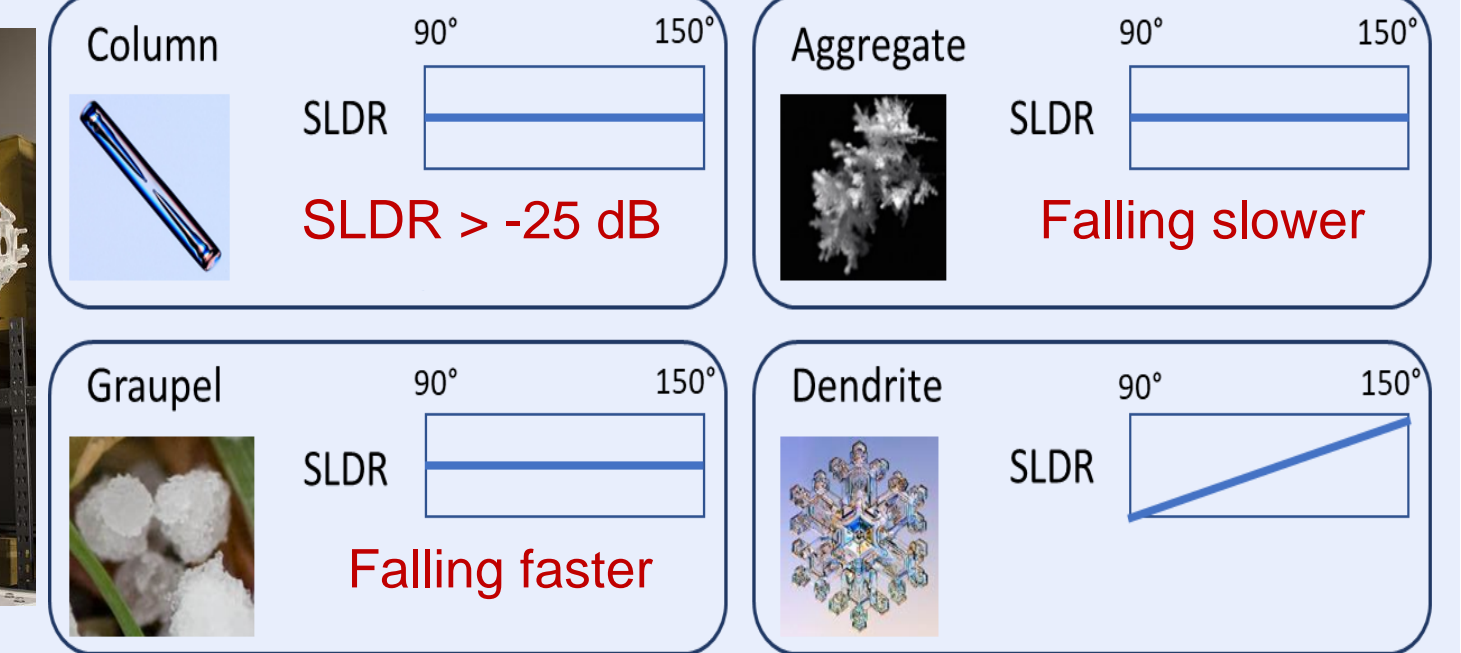 Column
90° 150°
SLDR
SLDR > -25 dB
Aggregate
90° 150°
SLDR
Falling slower
Graupel
90° 150°
SLDR
Falling faster
Dendrite
90° 150°
SLDR